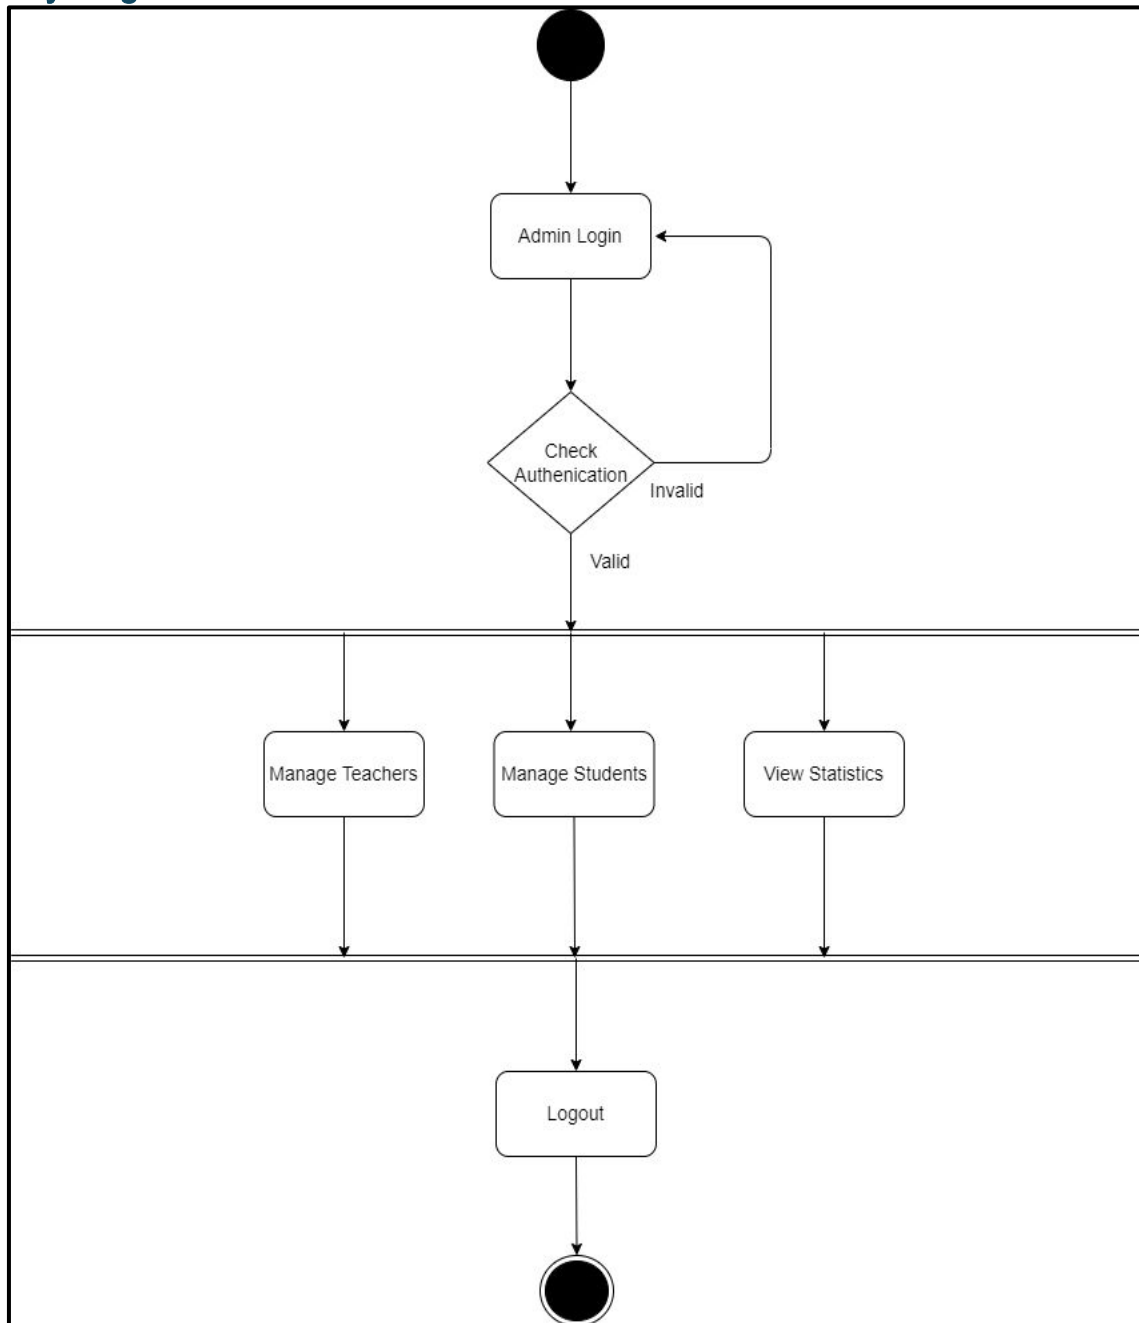 Admin Login
Check
Authenication
Invalid
Valid
Manage Teachers
Manage Students
View Statistics
Logout